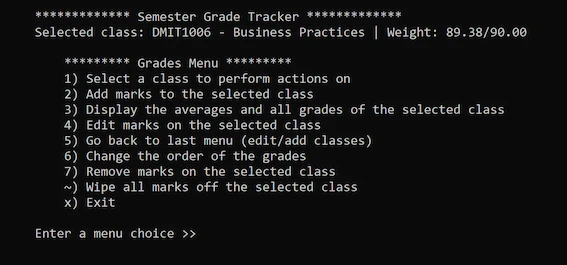 ************* Semester Grade Tracker *************
Selected class: DMIT1006 - Business Practices | Weight: 89.38/90.00
********* Grades Menu *********
1) Select a class to perform actions on
2) Add marks to the selected class
3) Display the averages and all grades of the selected class
4) Edit marks on the selected class
5) Go back to last menu (edit/add classes)
6) Change the order of the grades
7) Remove marks on the selected class
~) Wipe all marks off the selected class
x) Exit
Enter a menu choice >>